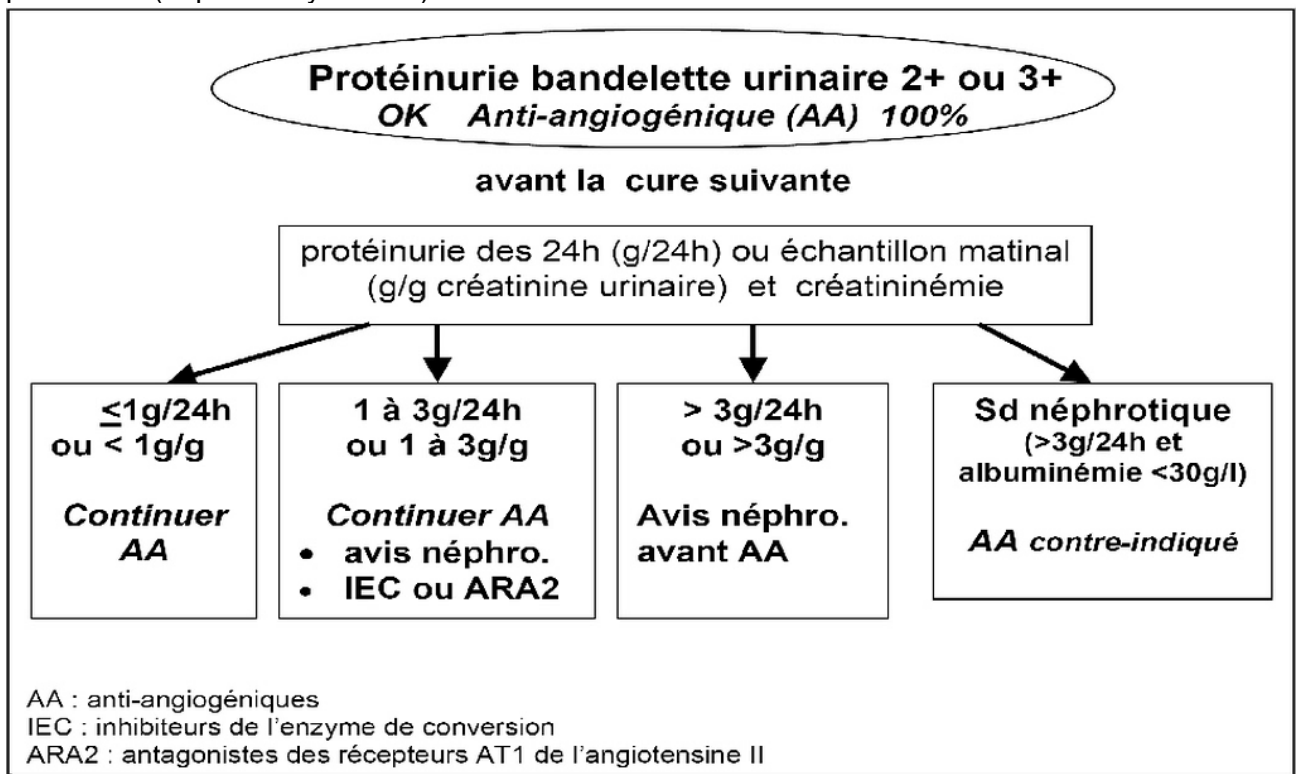 Protéinurie bandelette urinaire 2+ ou 3+
OK Anti-angiogénique (AA) 100%
avant la cure suivante
protéinurie des 24h (g/24h) ou échantillon matinal
(g/g créatinine urinaire) et créatininémie
≤1g/24h
ou < 1g/g
Continuer
AA
1 à 3g/24h
ou 1 à 3g/g
Continuer AA
• avis néphro.
• IEC ou ARA2
> 3g/24h
ou >3g/g
Avis néphro.
avant AA
Sd néphrotique
(>3g/24h et
albuminémie <30g/l)
AA contre-indiqué
AA : anti-angiogéniques
IEC : inhibiteurs de l'enzyme de conversion
ARA2 : antagonistes des récepteurs AT1 de l'angiotensine II